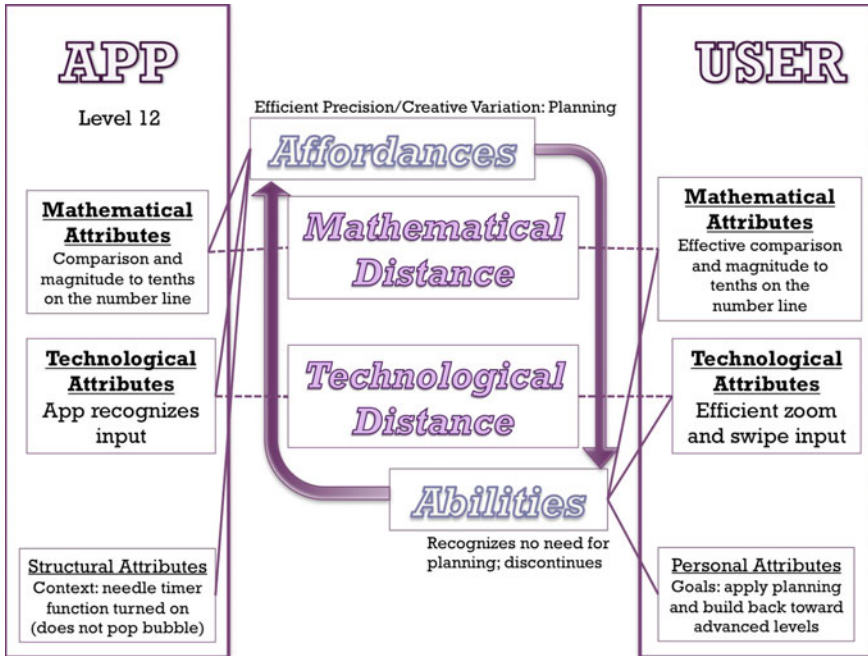 APP
Level 12
Mathematical
Attributes
Comparison and
magnitude to tenths
on the number line
Technological
Attributes
App recognizes
input
Structural Attributes
Context: needle timer
function turned on
(does not pop bubble)
Efficient Precision/Creative Variation: Planning
Affordances
Mathematical
Distance
Technological
Distance
Abilities
Recognizes no need for
planning; discontinues
USER
Mathematical
Attributes
Effective comparison
and magnitude to
tenths on the
number line
Technological
Attributes
Efficient zoom
and swipe input
Personal Attributes
Goals: apply planning
and build back toward
advanced levels